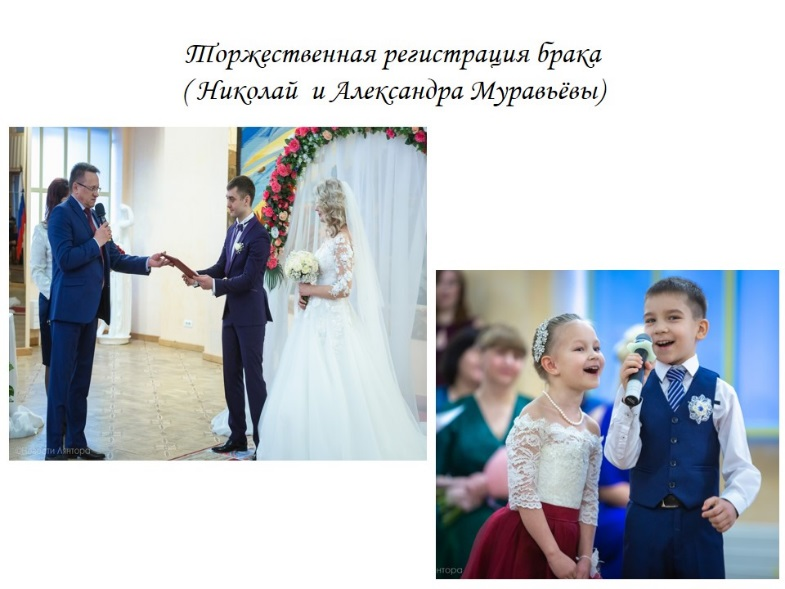 Торжественная регистрация брака
( Николай и Александра Муравьёвы)